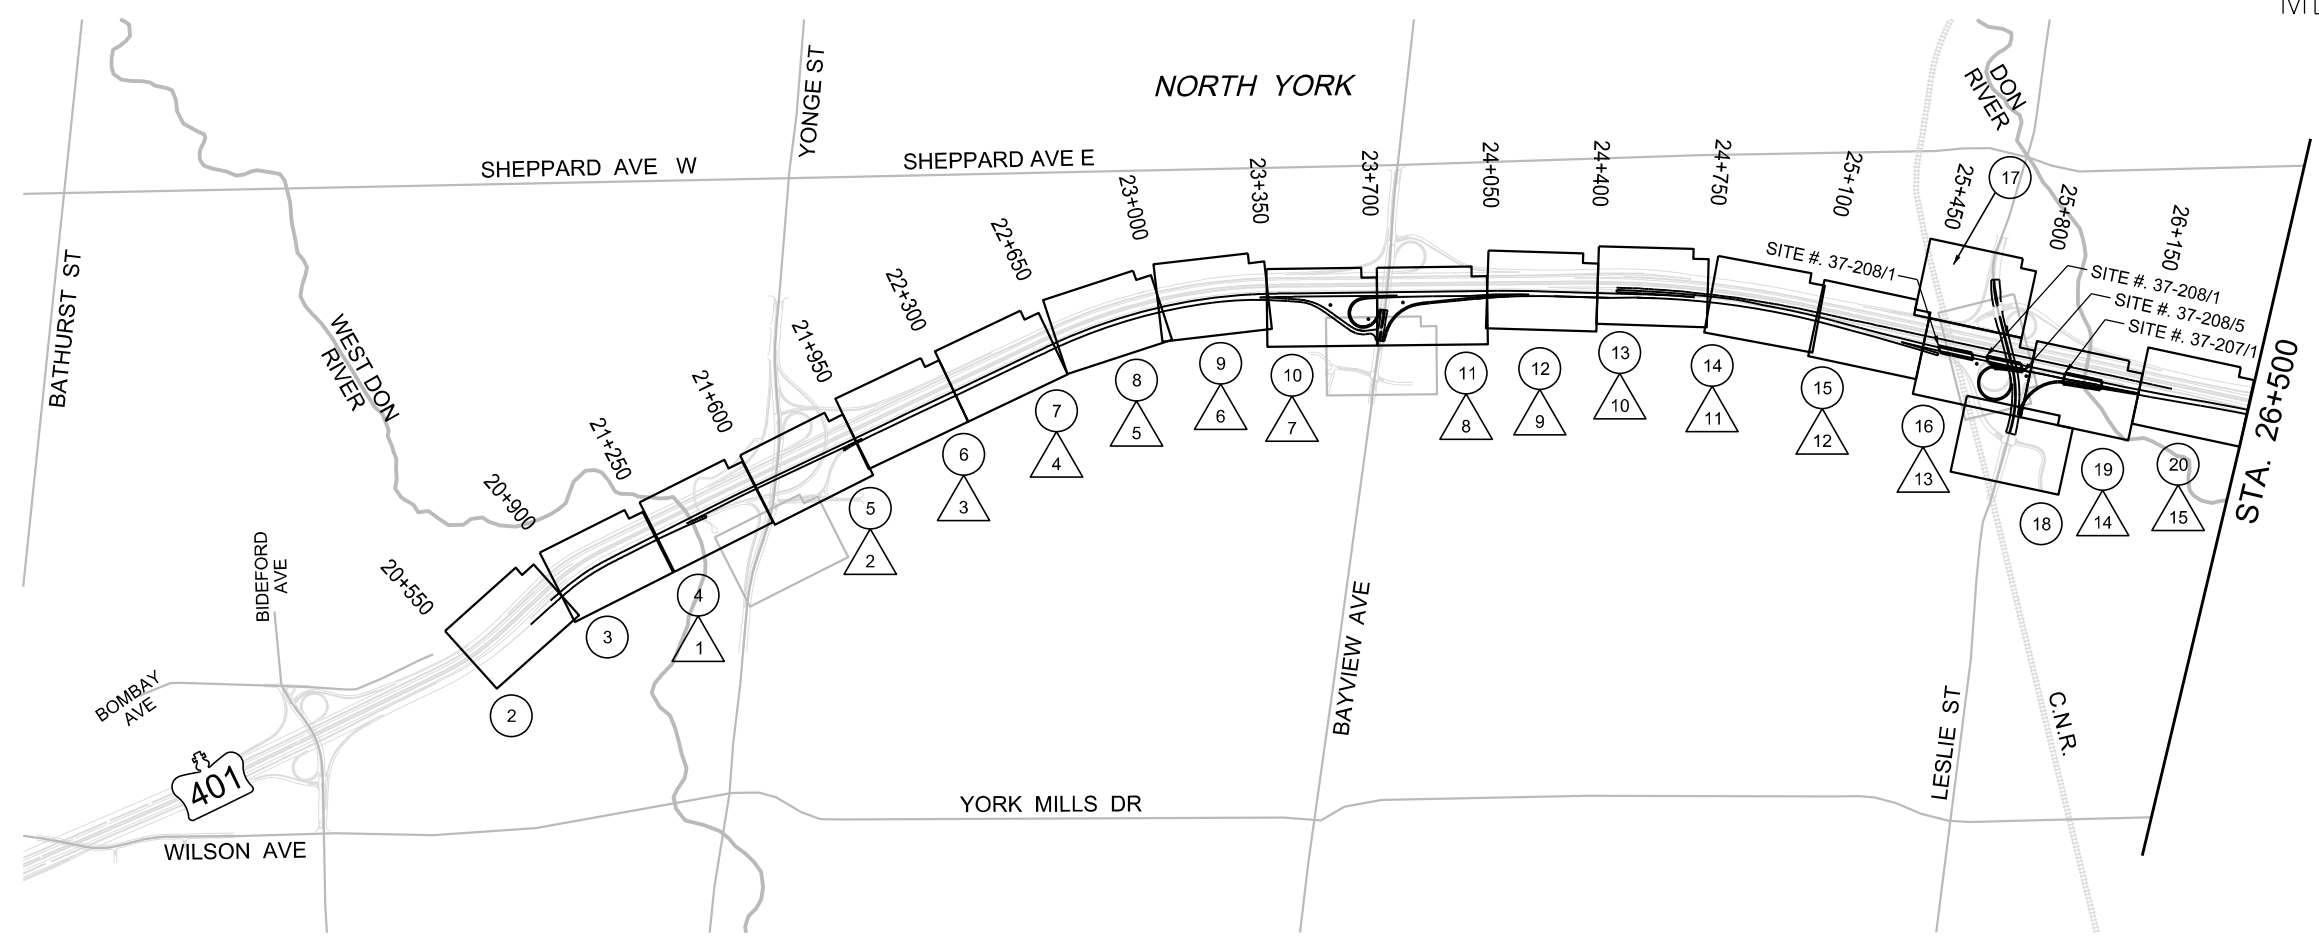 NORTH YORK
YONGE ST
SHEPPARD AVE W
SHEPPARD AVE E
BATHURST ST
WEST DON
RIVER
DON
RIVER
20+550
20+900
21+250
21+600
21+950
22+300
22+650
23+000
23+350
23+700
24+050
24+400
24+750
25+100
25+450
25+800
26+150
17
SITE #. 37-208/1
SITE #. 37-208/1
SITE #. 37-208/5
SITE #. 37-207/1
STA. 26+500
2
3
4
1
5
2
6
3
7
4
8
5
9
6
10
7
11
8
12
9
13
10
14
11
15
12
16
13
18
19
14
20
15
BIDEFORD
AVE
BOMBAY
AVE
401
WILSON AVE
YORK MILLS DR
BAYVIEW AVE
LESLIE ST
C.N.R.